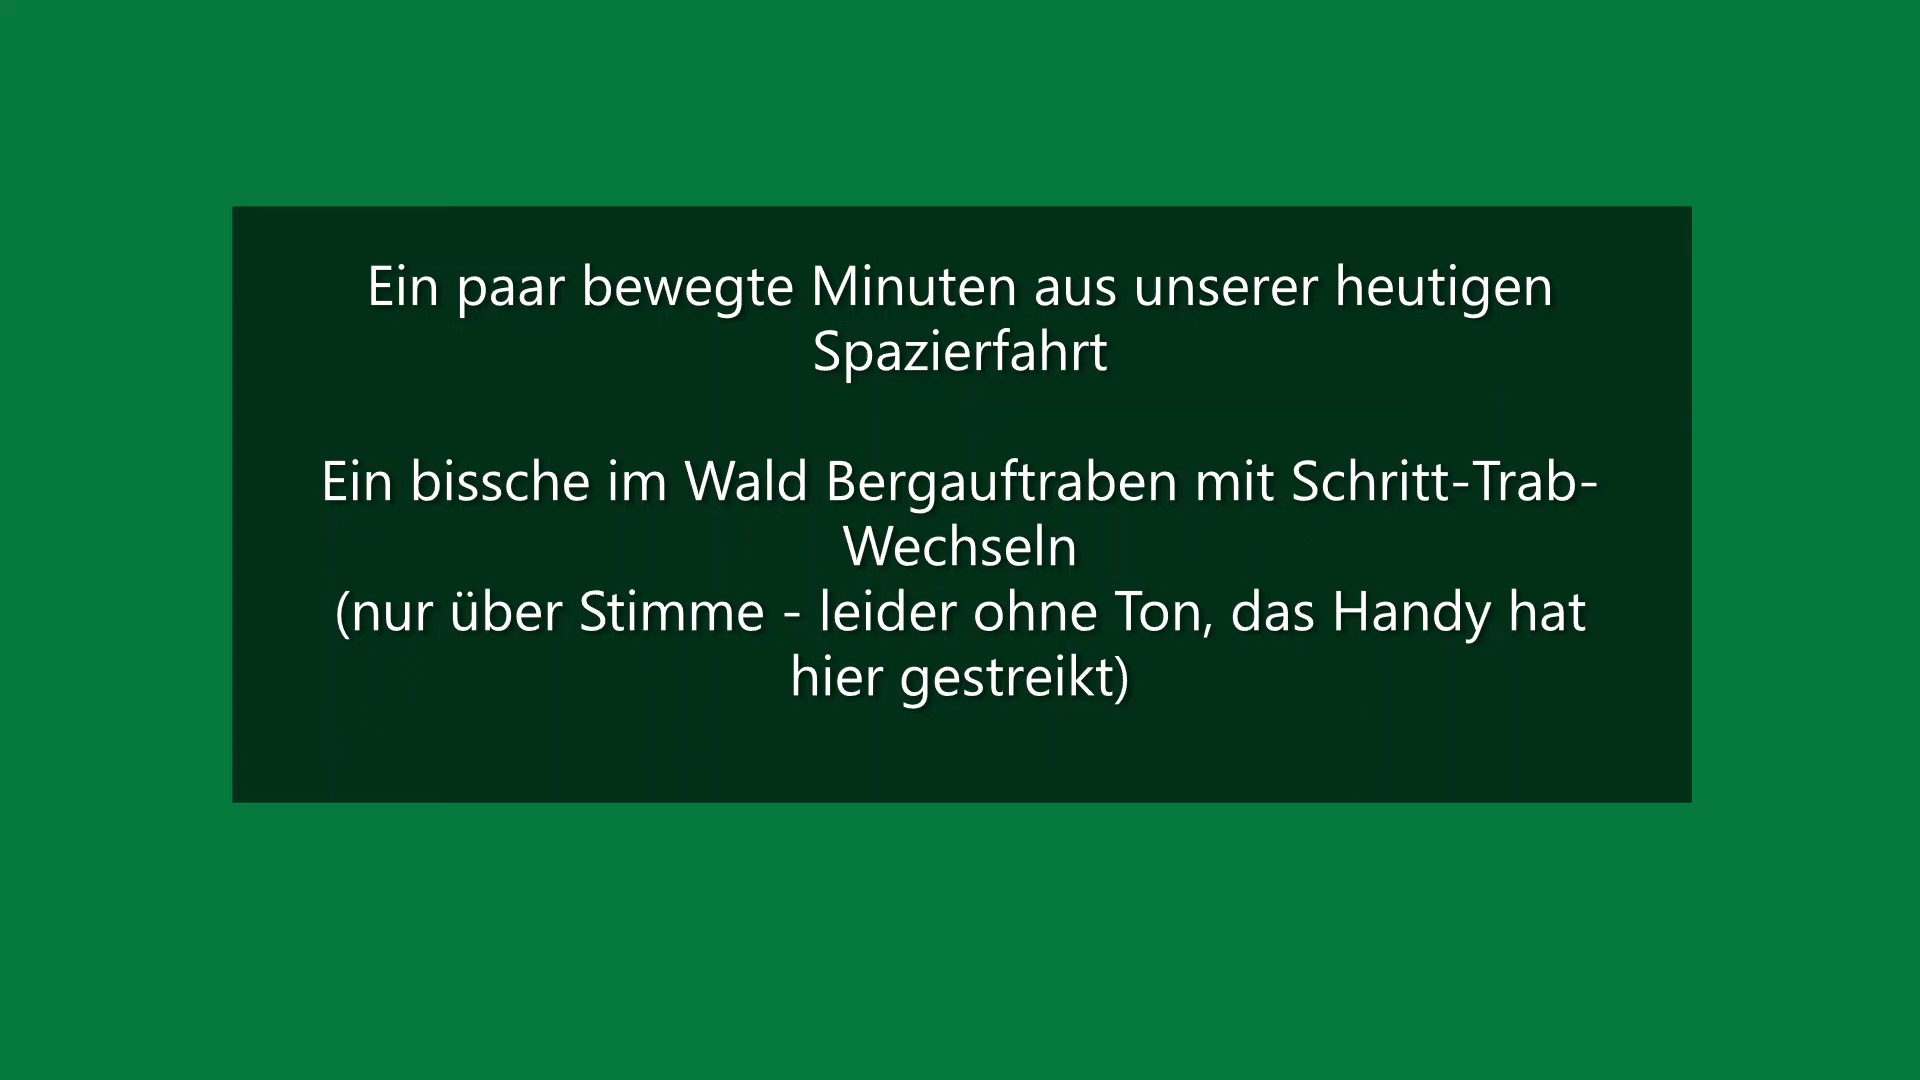 Ein paar bewegte Minuten aus unserer heutigen
Spazierfahrt
Ein bissche im Wald Bergauftraben mit Schritt-Trab-
Wechseln
(nur über Stimme - leider ohne Ton, das Handy hat
hier gestreikt)